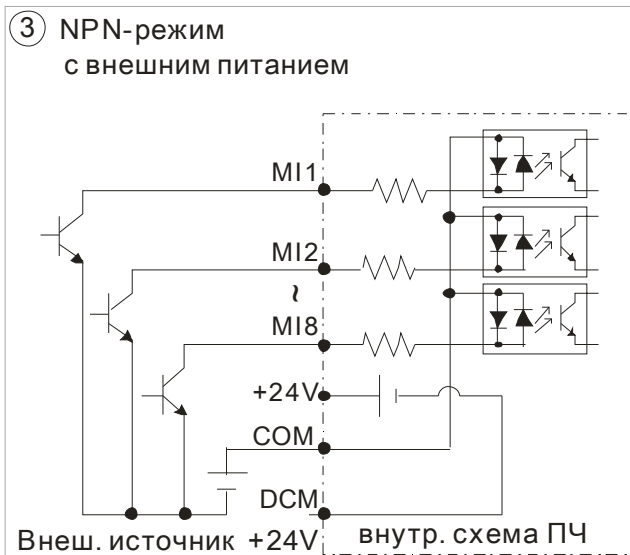 3 NPN-режим
с внешним питанием
MI1
MI2
~
MI8
+24V
COM
DCM
Внеш. источник +24V
внутр. схема ПЧ